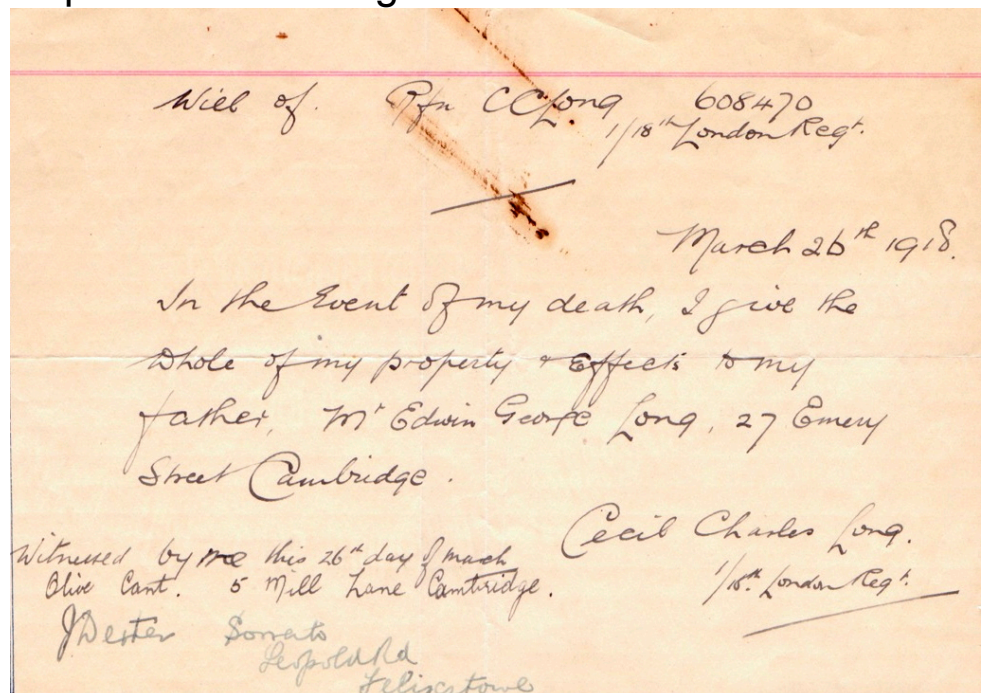 Will of. Rfn C C Long 608470
1/18th London Regt.
March 26th 1918.
In the Event of my death, I give the
Whole of my property & Effects to my
father, Mr Edwin George Long, 27 Emery
Street Cambridge.
Cecil Charles Long.
1/18th London Regt.
Witnessed by me this 26th day of March
Olive Cant. 5 Mill Lane Cambridge.
J Dexter
Leopold Rd
Felixstowe